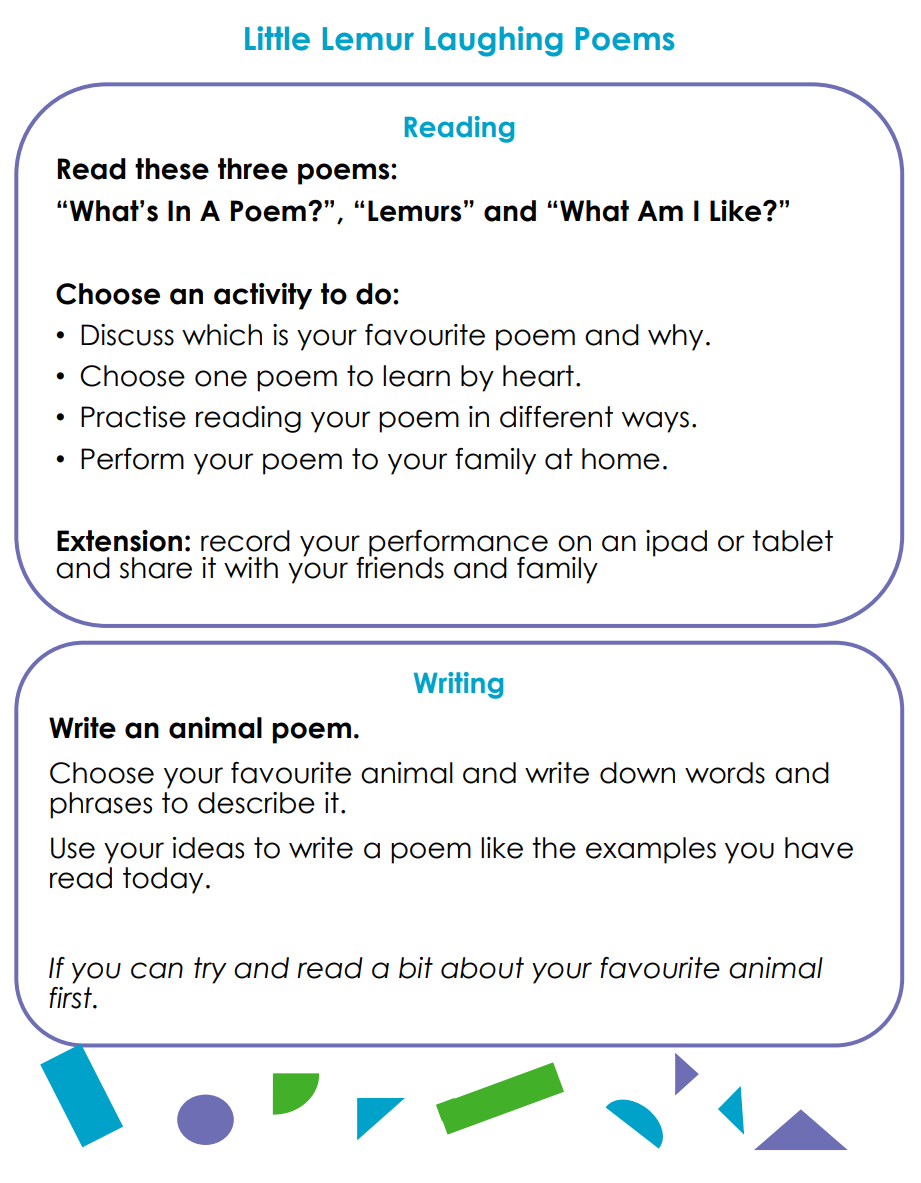 Little Lemur Laughing Poems
Reading
Read these three poems:
“What’s In A Poem?”, “Lemurs” and “What Am I Like?”
Choose an activity to do:
• Discuss which is your favourite poem and why.
• Choose one poem to learn by heart.
• Practise reading your poem in different ways.
• Perform your poem to your family at home.
Extension: record your performance on an ipad or tablet
and share it with your friends and family
Writing
Write an animal poem.
Choose your favourite animal and write down words and
phrases to describe it.
Use your ideas to write a poem like the examples you have
read today.
If you can try and read a bit about your favourite animal
first.